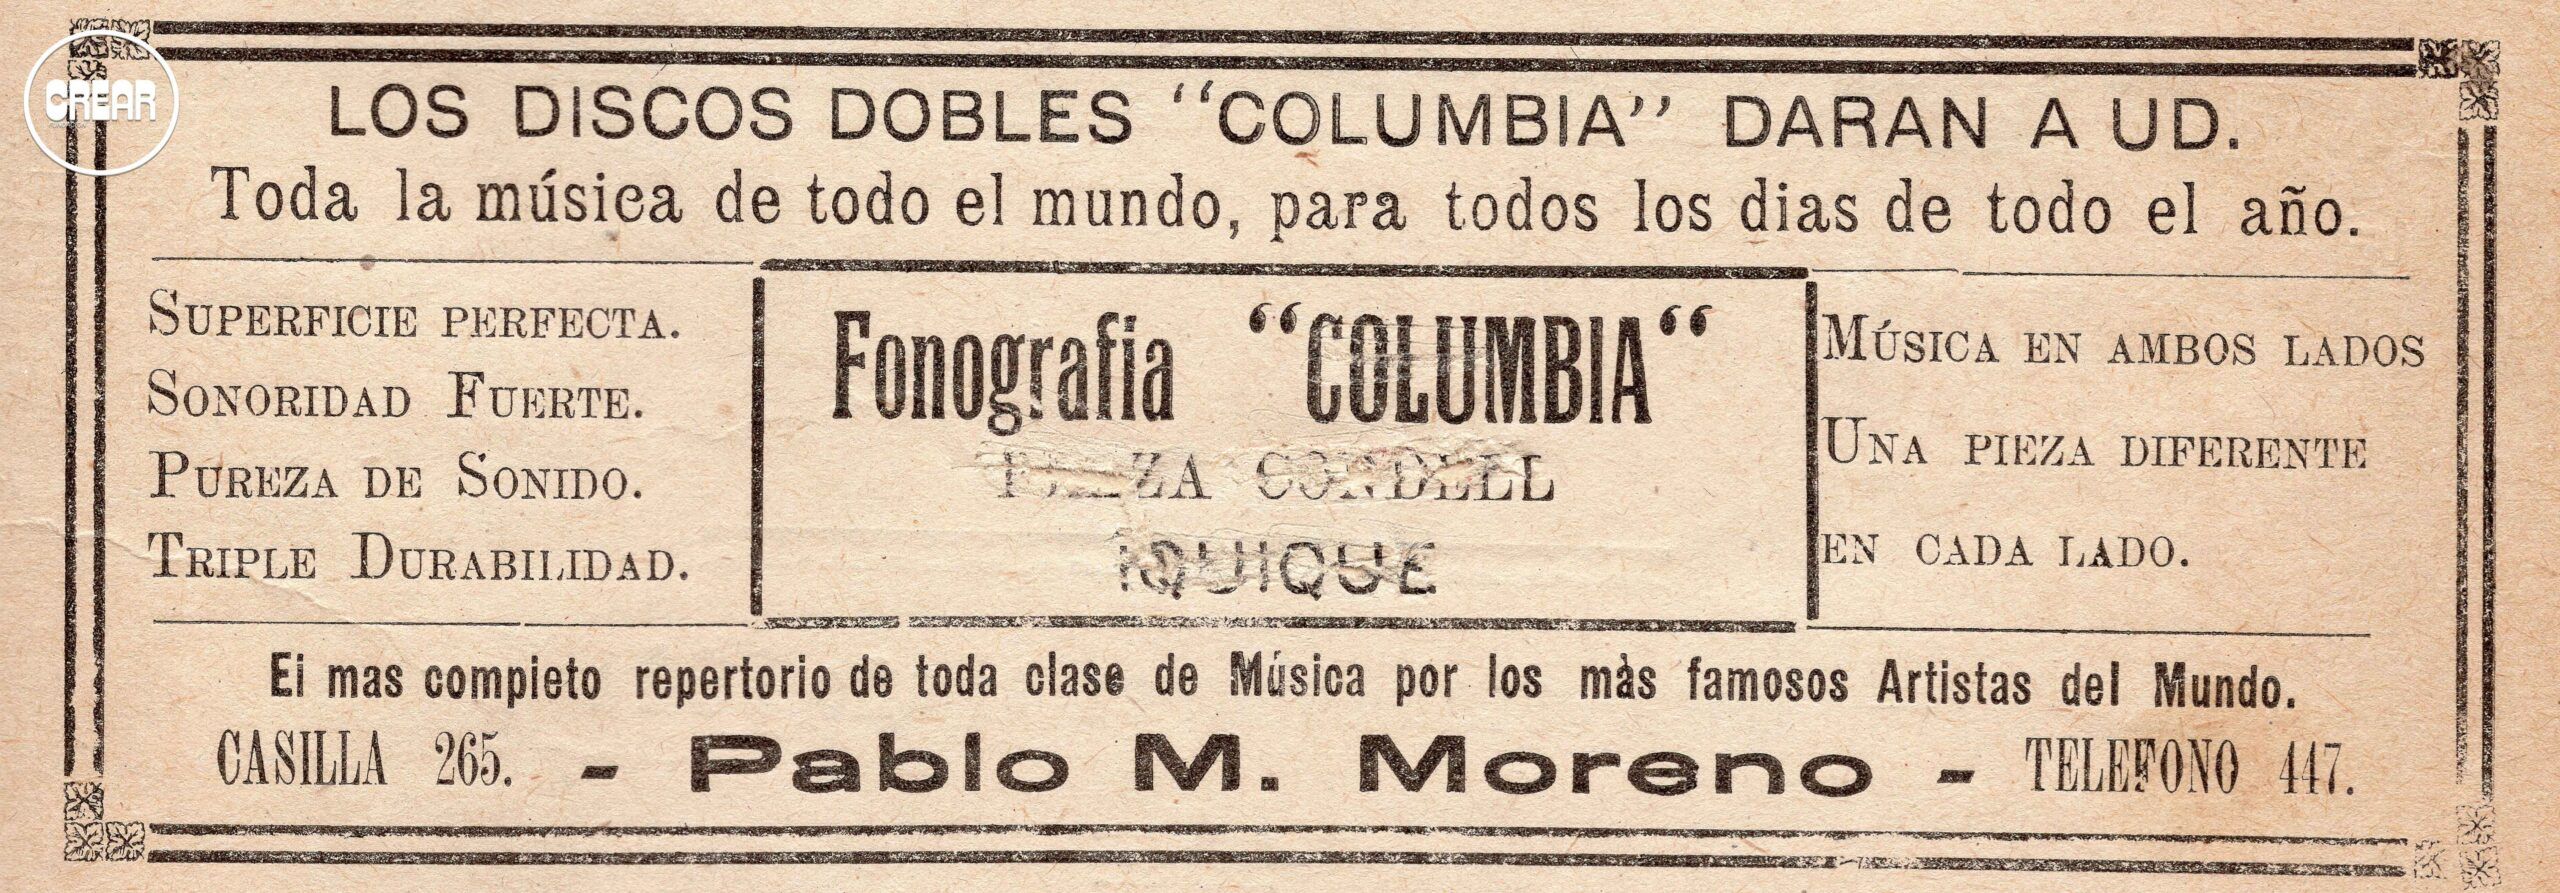 CREAR
LOS DISCOS DOBLES "COLUMBIA" DARAN A UD.
Toda la música de todo el mundo, para todos los dias de todo el año.
SUPERFICIE PERFECTA.
SONORIDAD FUERTE.
PUREZA DE SONIDO.
TRIPLE DURABILIDAD.
Fonografia "COLUMBIA"
PLAZA CONDELL
IQUIQUE
MÚSICA EN AMBOS LADOS
UNA PIEZA DIFERENTE
EN CADA LADO.
Ei mas compieto repertorio de toda clase de Música por los màs famosos Artistas del Mundo.
CASILLA 265. - Pablo M. Moreno - TELEFONO 447.